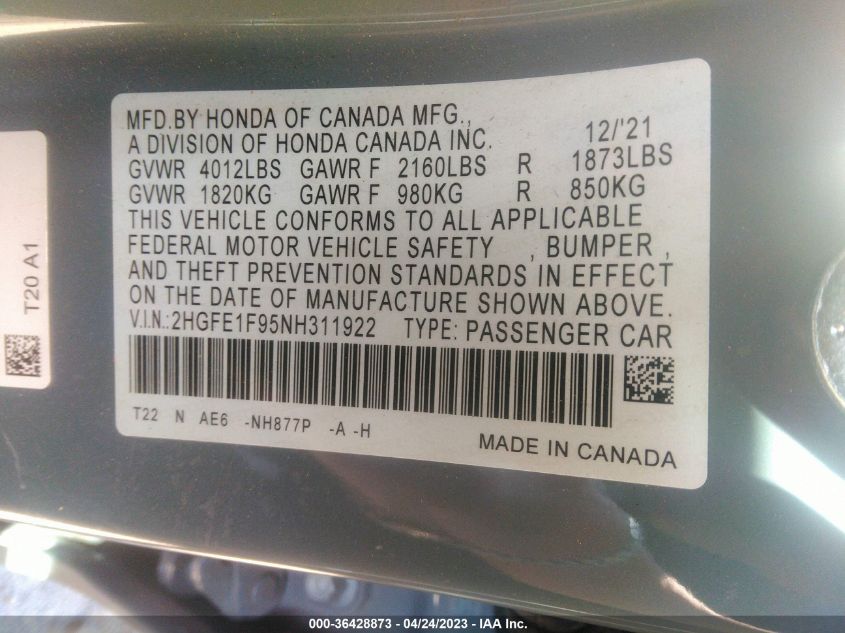 MFD.BY HONDA OF CANADA MFG.,
A DIVISION OF HONDA CANADA INC. 12/'21
GVWR 4012LBS GAWR F 2160LBS R 1873LBS
GVWR 1820KG GAWR F 980KG R 850KG
THIS VEHICLE CONFORMS TO ALL APPLICABLE
FEDERAL MOTOR VEHICLE SAFETY , BUMPER ,
AND THEFT PREVENTION STANDARDS IN EFFECT
ON THE DATE OF MANUFACTURE SHOWN ABOVE.
V.I.N.:2HGFE1F95NH311922 TYPE: PASSENGER CAR
T22 N AE6 -NH877P -A -H
MADE IN CANADA
T20 A1
000-36428873 - 04/24/2023 - IAA Inc.